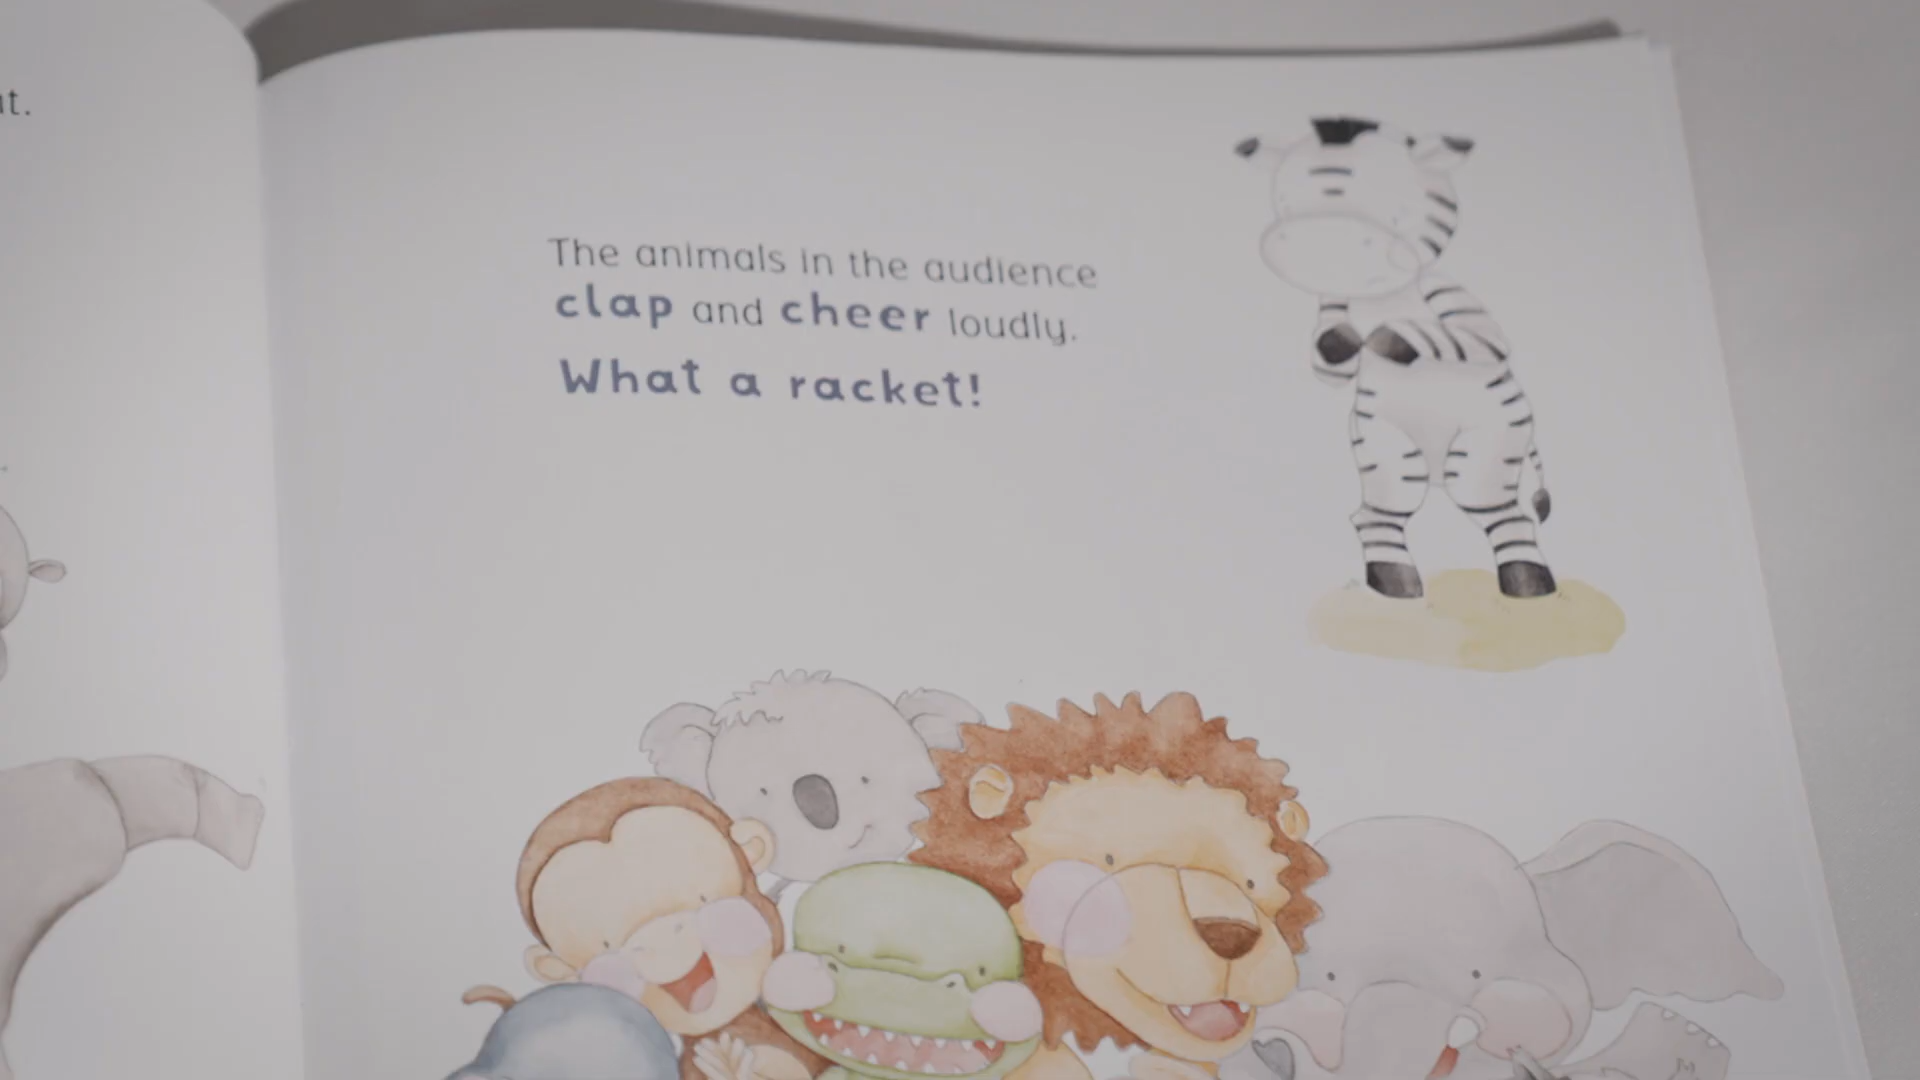 The animals in the audience
clap and cheer loudly.
What a racket!